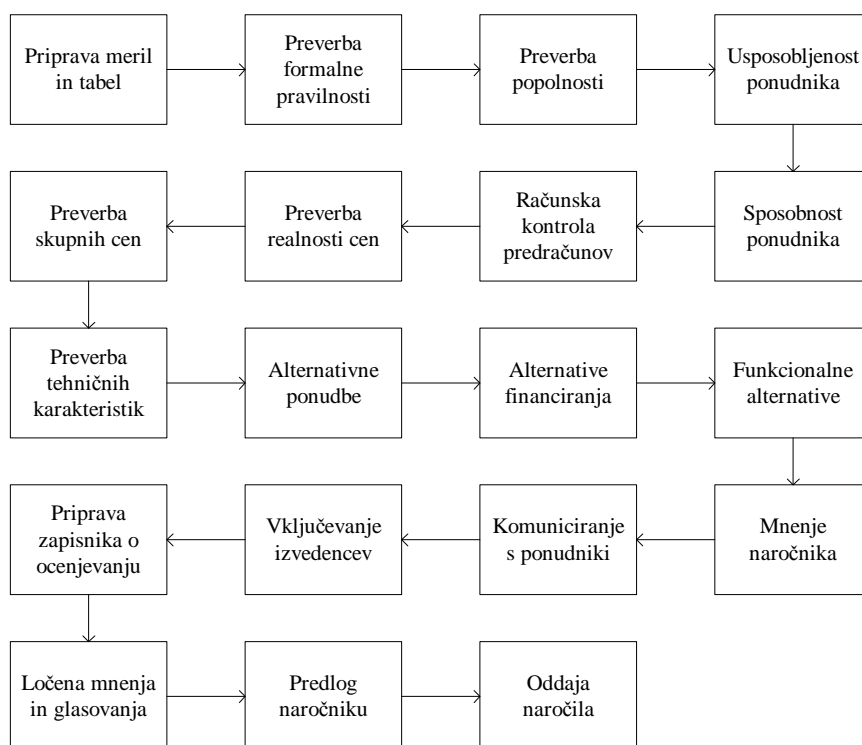 Priprava meril
in tabel
Preverba
formalne
pravilnosti
Preverba
popolnosti
Usposobljenost
ponudnika
Preverba
skupnih cen
Preverba
realnosti cen
Računska
kontrola
predračunov
Sposobnost
ponudnika
Preverba
tehničnih
karakteristik
Alternativne
ponudbe
Alternative
financiranja
Funkcionalne
alternative
Priprava
zapisnika o
ocenjevanju
Vključevanje
izvedencev
Komuniciranje
s ponudniki
Mnenje
naročnika
Ločena mnenja
in glasovanja
Predlog
naročniku
Oddaja
naročila